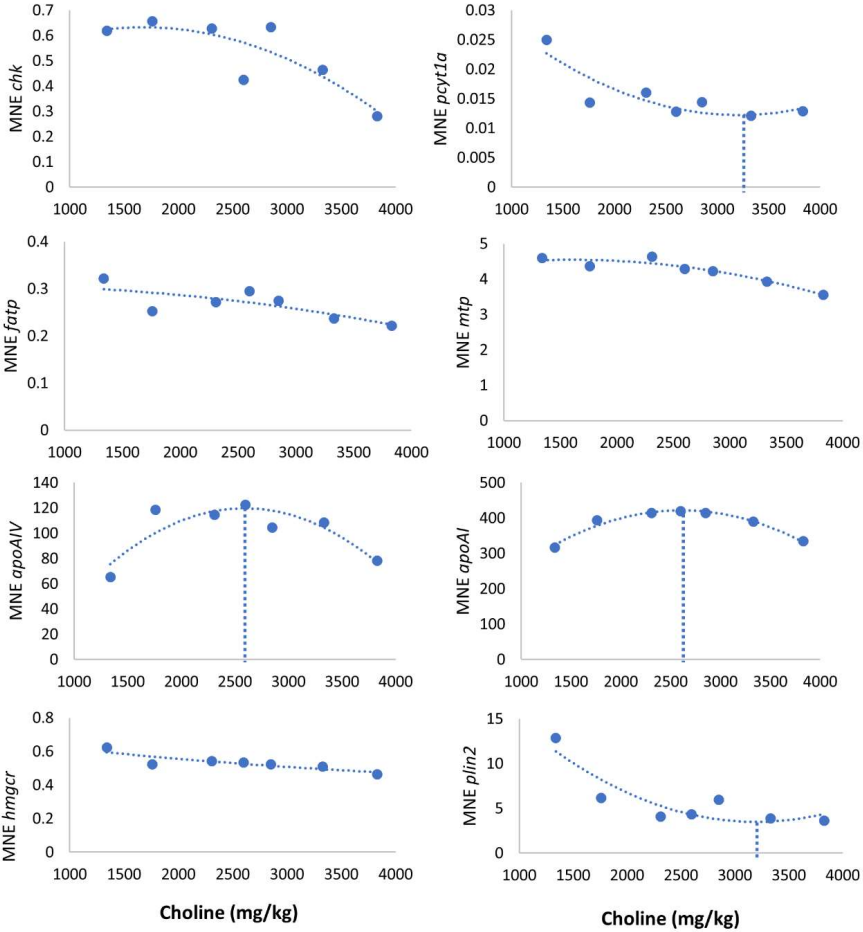 MNE chk
0.7
0.6
0.5
0.4
0.3
0.2
0.1
0
1000 1500 2000 2500 3000 3500 4000
MNE pcyt1a
0.03
0.025
0.02
0.015
0.01
0.005
0
1000 1500 2000 2500 3000 3500 4000
MNE fatp
0.4
0.3
0.2
0.1
0
1000 1500 2000 2500 3000 3500 4000
MNE mtp
5
4
3
2
1
0
1000 1500 2000 2500 3000 3500 4000
MNE apoAIV
140
120
100
80
60
40
20
0
1000 1500 2000 2500 3000 3500 4000
MNE apoAI
500
400
300
200
100
0
1000 1500 2000 2500 3000 3500 4000
MNE hmgcr
0.8
0.6
0.4
0.2
0
1000 1500 2000 2500 3000 3500 4000
Choline (mg/kg)
MNE plin2
15
10
5
0
1000 1500 2000 2500 3000 3500 4000
Choline (mg/kg)